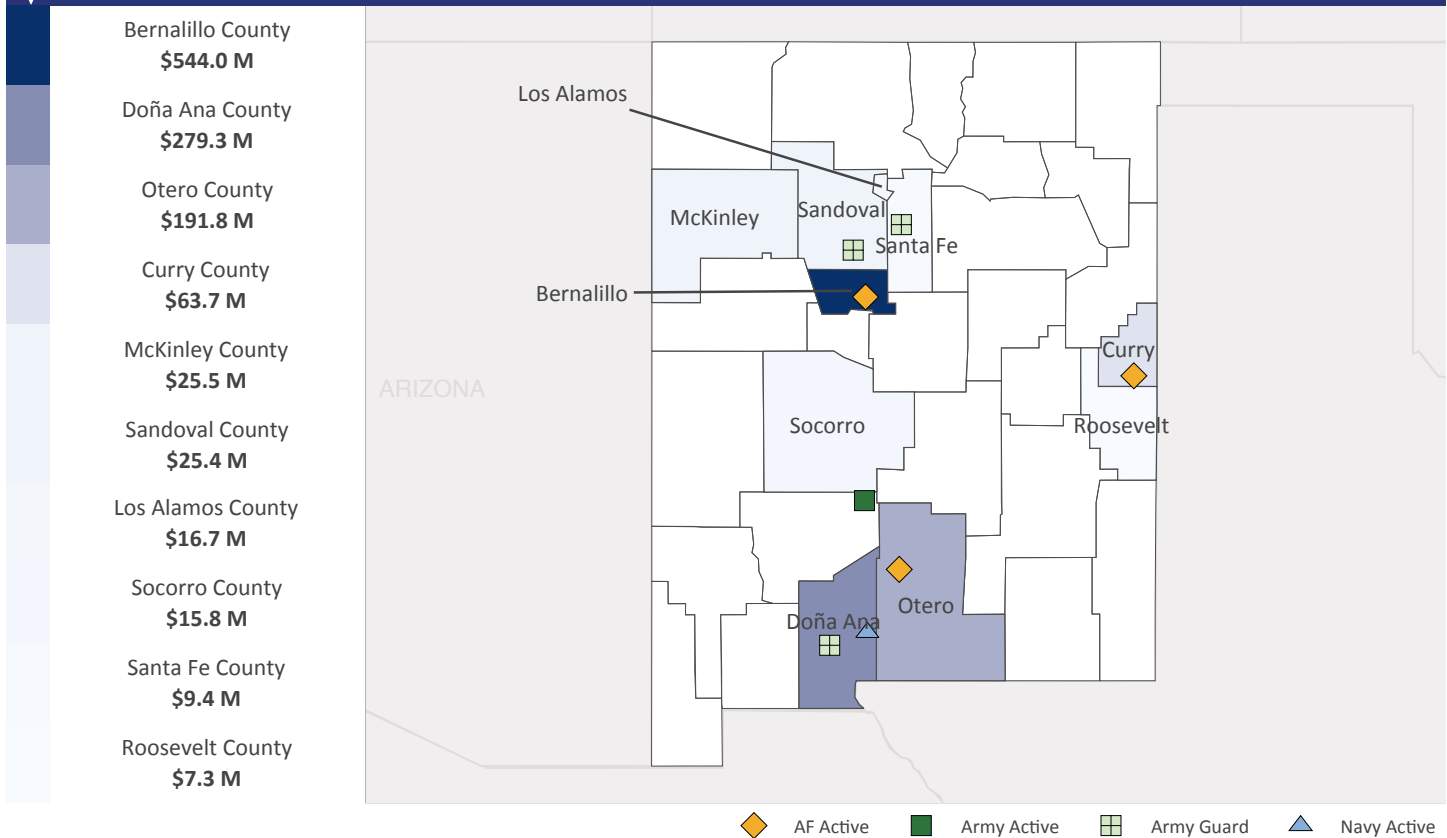 Bernalillo County
$544.0 M
Doña Ana County
$279.3 M
Otero County
$191.8 M
Curry County
$63.7 M
McKinley County
$25.5 M
Sandoval County
$25.4 M
Los Alamos County
$16.7 M
Socorro County
$15.8 M
Santa Fe County
$9.4 M
Roosevelt County
$7.3 M
Los Alamos
McKinley
Sandoval
Santa Fe
Bernalillo
Curry
ARIZONA
Socorro
Roosevelt
Otero
Doña Ana
AF Active
Army Active
Army Guard
Navy Active